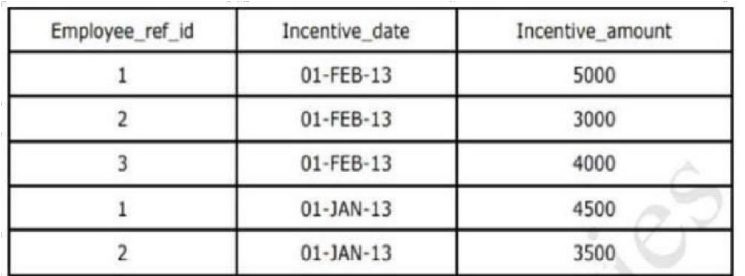 Employee_ref_id Incentive_date Incentive_amount
1 01-FEB-13 5000
2 01-FEB-13 3000
3 01-FEB-13 4000
1 01-JAN-13 4500
2 01-JAN-13 3500